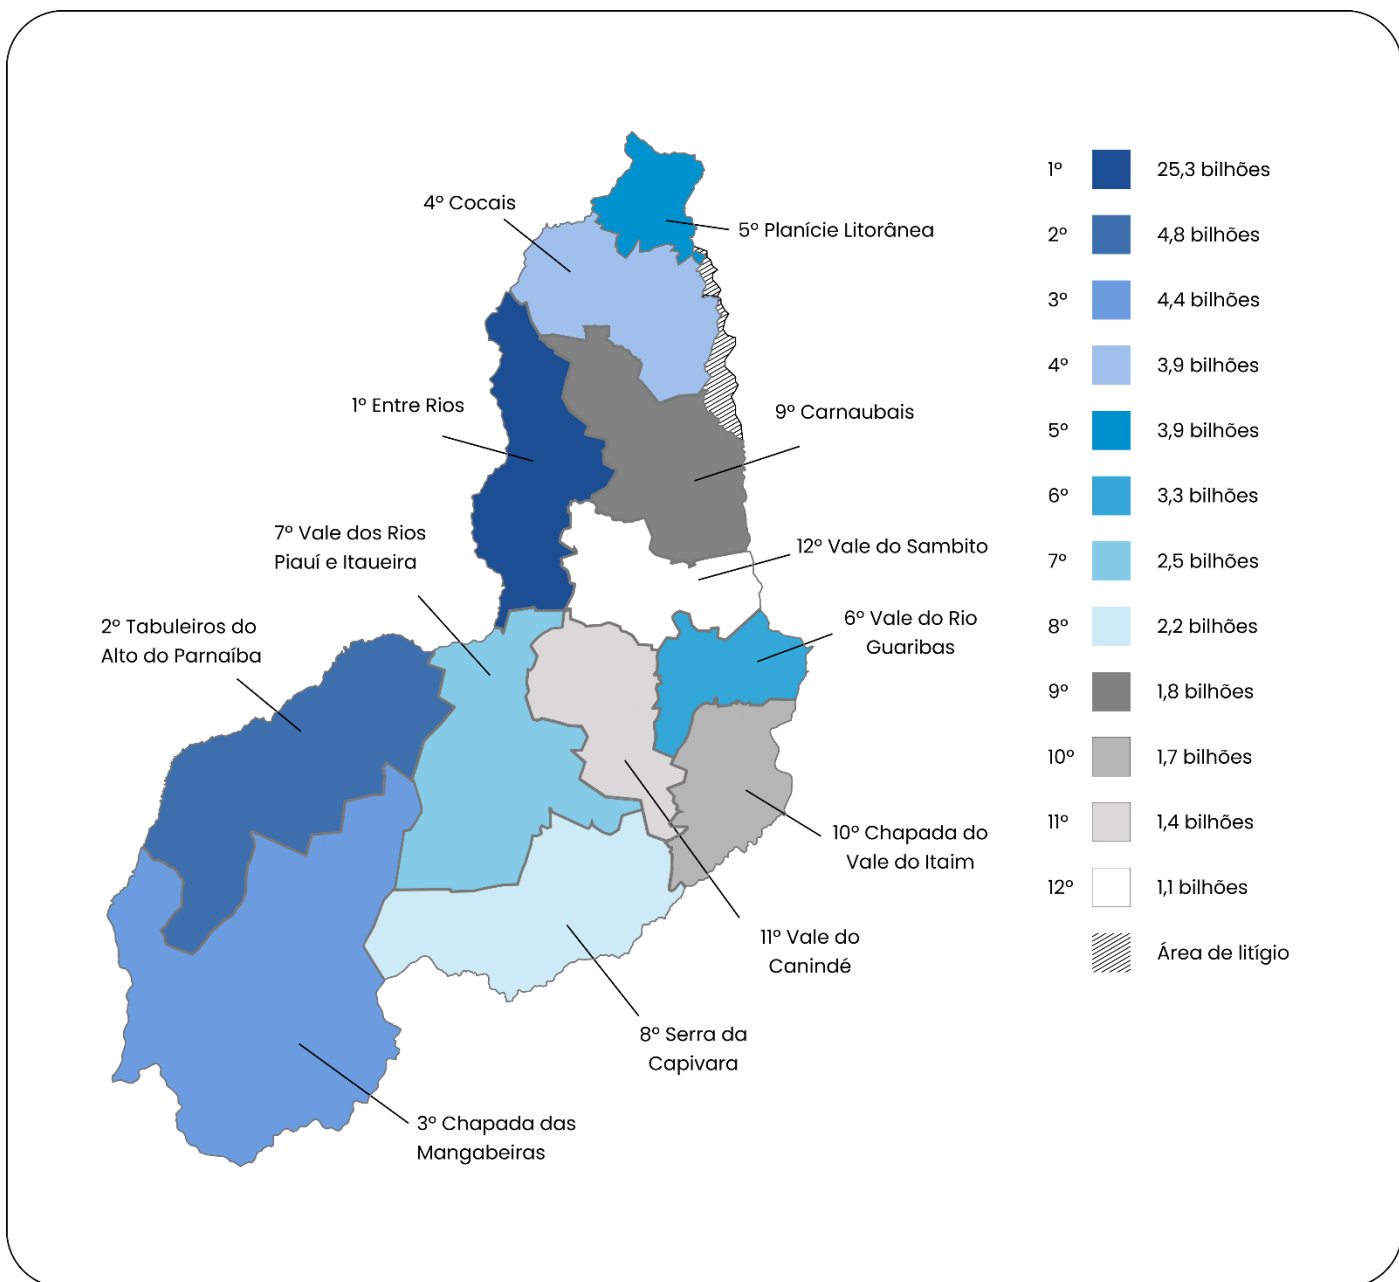 4º Cocais
5º Planície Litorânea
1º Entre Rios
9º Carnaubais
7º Vale dos Rios
Piauí e Itaueira
12º Vale do Sambito
2º Tabuleiros do
Alto do Parnaíba
6º Vale do Rio
Guaribas
10º Chapada do
Vale do Itaim
11º Vale do
Canindé
8º Serra da
Capivara
3º Chapada das
Mangabeiras
1º 25,3 bilhões
2º 4,8 bilhões
3º 4,4 bilhões
4º 3,9 bilhões
5º 3,9 bilhões
6º 3,3 bilhões
7º 2,5 bilhões
8º 2,2 bilhões
9º 1,8 bilhões
10º 1,7 bilhões
11º 1,4 bilhões
12º 1,1 bilhões
Área de litígio